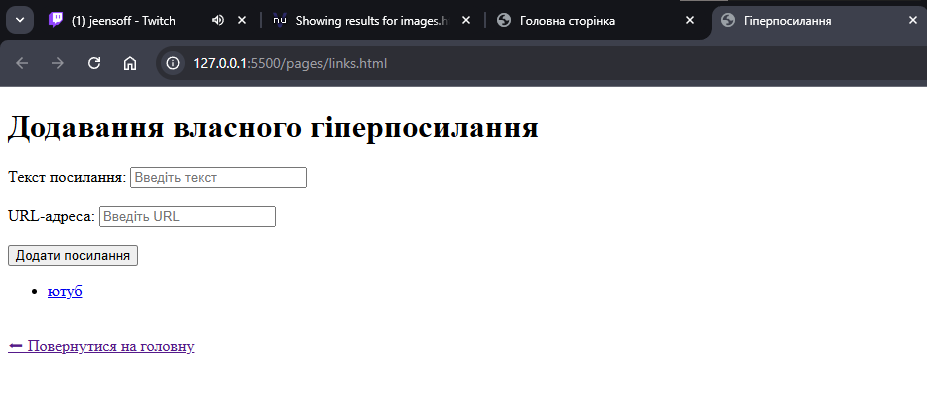 (1) jeensoff - Twitch
Showing results for images.h
Головна сторінка
Гіперпосилання
127.0.0.1:5500/pages/links.html
Додавання власного гіперпосилання
Текст посилання: Введіть текст
URL-адреса: Введіть URL
Додати посилання
ютуб
⬅ Повернутися на головну